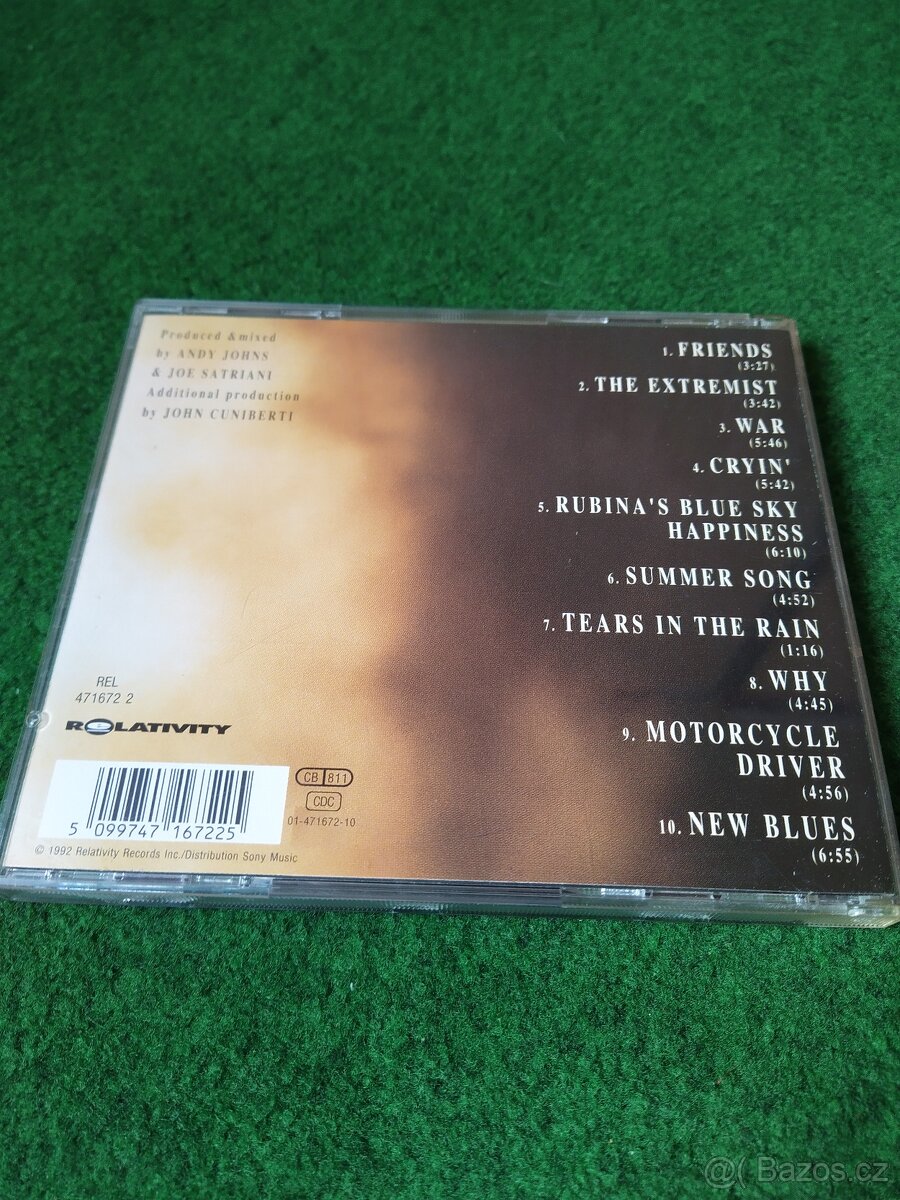 Produced & mixed
by ANDY JOHNS
& JOE SATRIANI
Additional production
by JOHN CUNIBERTI
1. FRIENDS
(3:27)
2. THE EXTREMIST
(3:42)
3. WAR
(5:46)
4. CRYIN'
(5:42)
5. RUBINA'S BLUE SKY
HAPPINESS
(6:10)
6. SUMMER SONG
(4:52)
7. TEARS IN THE RAIN
(1:16)
8. WHY
(4:45)
9. MOTORCYCLE
DRIVER
(4:56)
10. NEW BLUES
(6:55)
REL
471672 2
RELATIVITY
CB 811
CDC
01-471672-10
5 099747 167225
© 1992 Relativity Records Inc./Distribution Sony Music
@( Bazos.cz